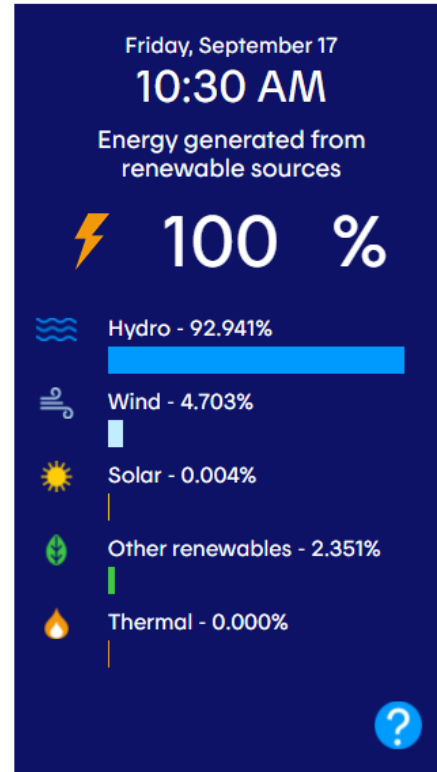 Friday, September 17
10:30 AM
Energy generated from
renewable sources
100 %
Hydro - 92.941%
Wind - 4.703%
Solar - 0.004%
Other renewables - 2.351%
Thermal - 0.000%
?